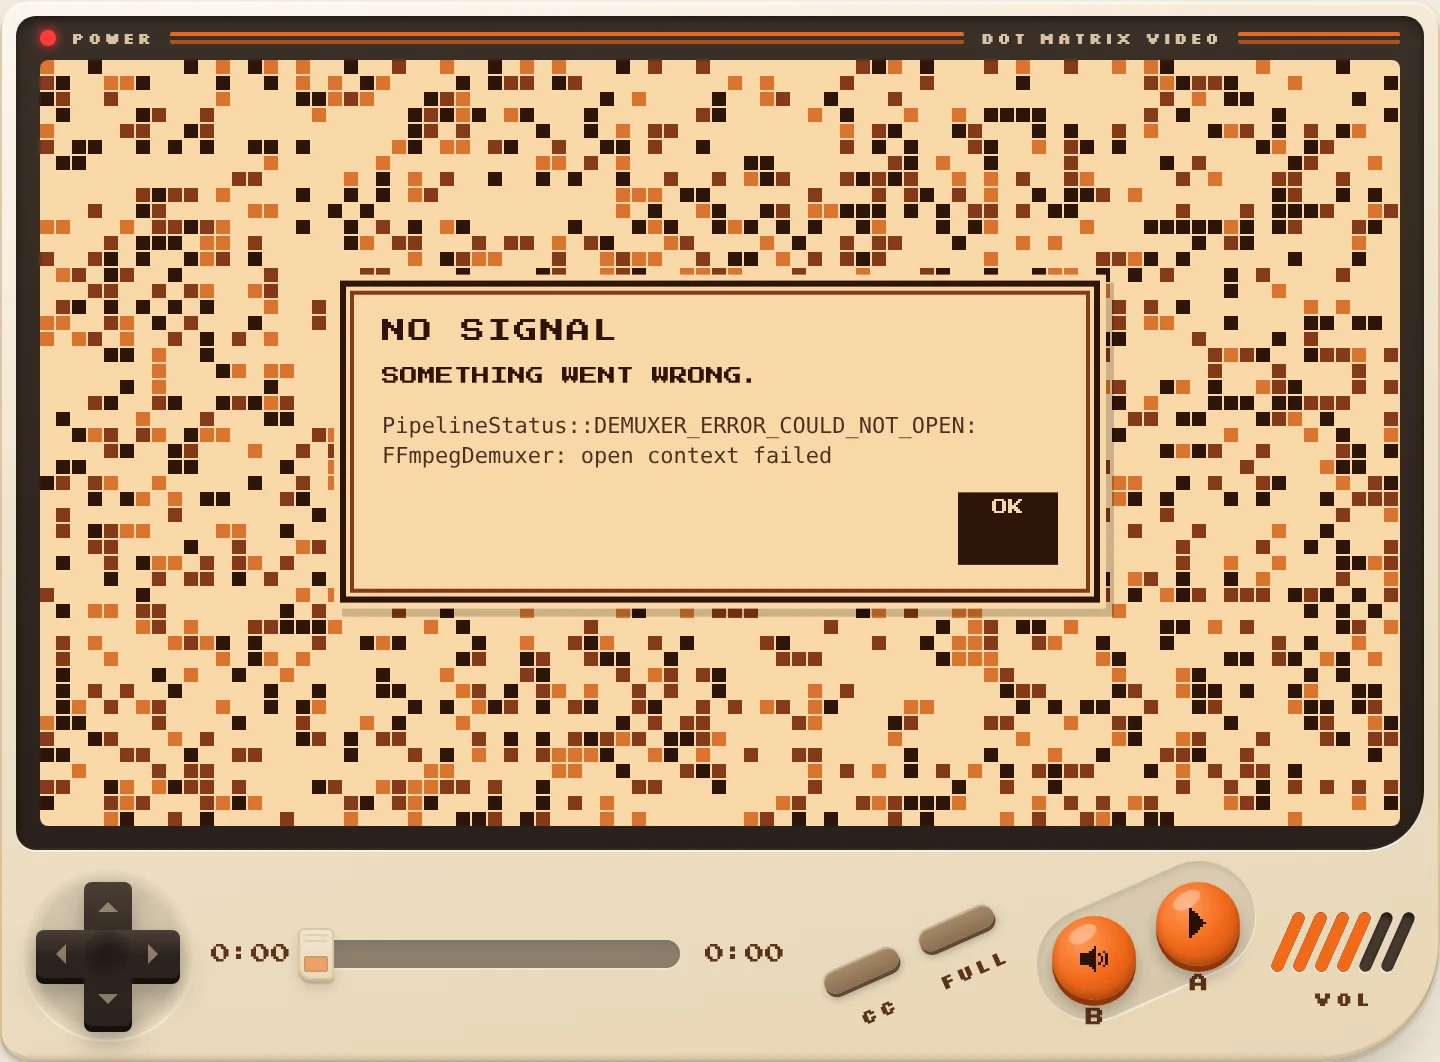 POWER
DOT MATRIX VIDEO
NO SIGNAL
SOMETHING WENT WRONG.
PipelineStatus::DEMUXER_ERROR_COULD_NOT_OPEN:
FFmpegDemuxer: open context failed
OK
0:00
0:00
CC
FULL
B
A
VOL